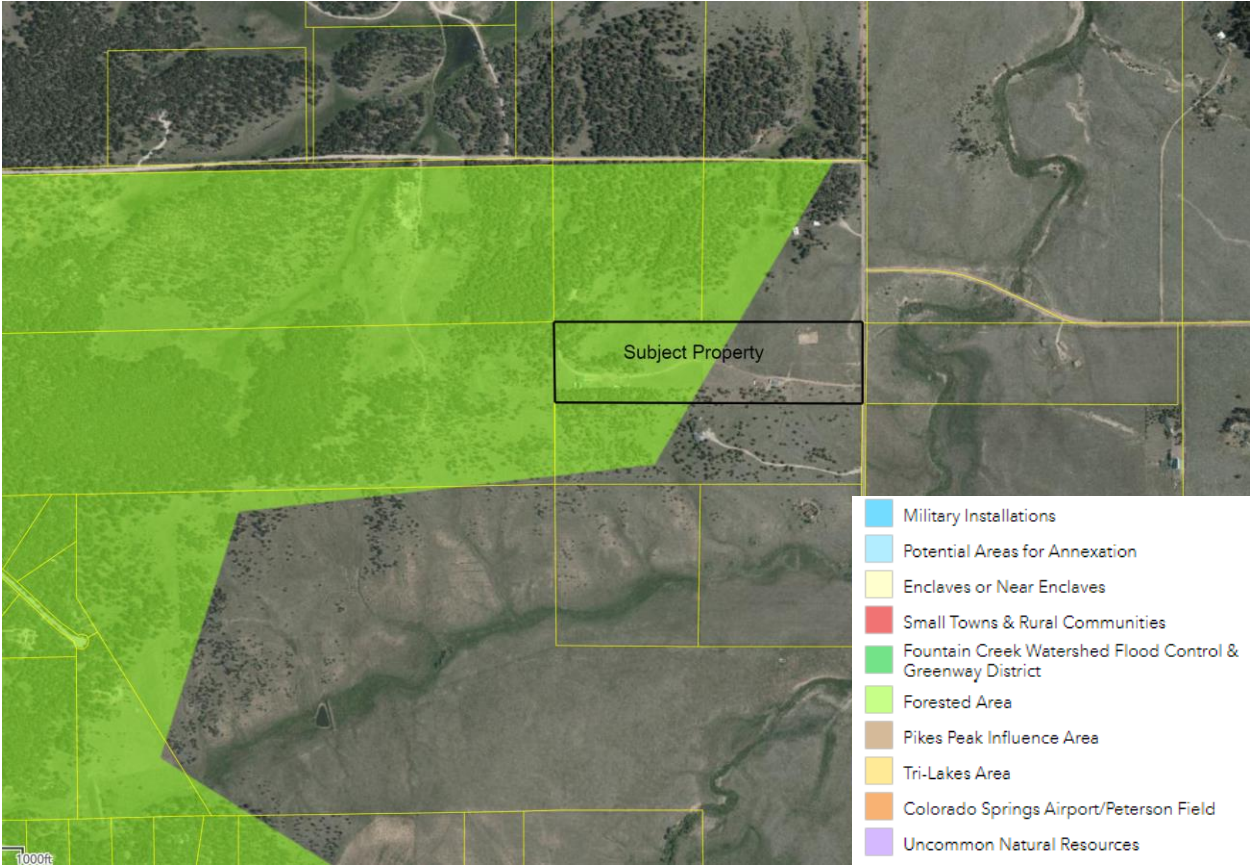 Subject Property
Military Installations
Potential Areas for Annexation
Enclaves or Near Enclaves
Small Towns & Rural Communities
Fountain Creek Watershed Flood Control &
Greenway District
Forested Area
Pikes Peak Influence Area
Tri-Lakes Area
Colorado Springs Airport/Peterson Field
Uncommon Natural Resources
1000ft